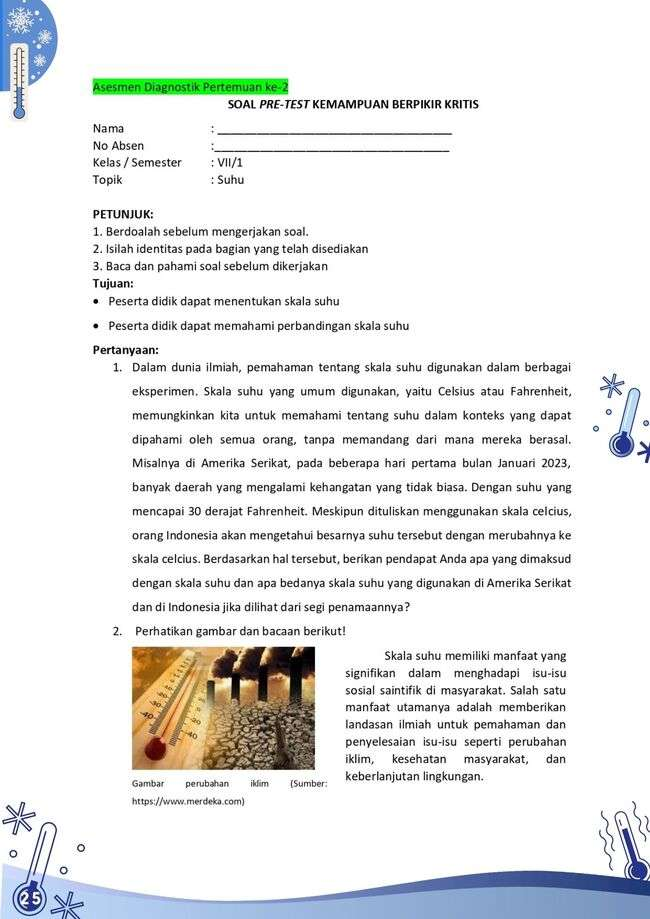 Asesmen Diagnostik Pertemuan ke-2
SOAL PRE-TEST KEMAMPUAN BERPIKIR KRITIS
Nama : ___________________________________
No Absen :___________________________________
Kelas / Semester : VII/1
Topik : Suhu
PETUNJUK:
1. Berdoalah sebelum mengerjakan soal.
2. Isilah identitas pada bagian yang telah disediakan
3. Baca dan pahami soal sebelum dikerjakan
Tujuan:
• Peserta didik dapat menentukan skala suhu
• Peserta didik dapat memahami perbandingan skala suhu
Pertanyaan:
1. Dalam dunia ilmiah, pemahaman tentang skala suhu digunakan dalam berbagai
eksperimen. Skala suhu yang umum digunakan, yaitu Celsius atau Fahrenheit,
memungkinkan kita untuk memahami tentang suhu dalam konteks yang dapat
dipahami oleh semua orang, tanpa memandang dari mana mereka berasal.
Misalnya di Amerika Serikat, pada beberapa hari pertama bulan Januari 2023,
banyak daerah yang mengalami kehangatan yang tidak biasa. Dengan suhu yang
mencapai 30 derajat Fahrenheit. Meskipun dituliskan menggunakan skala celcius,
orang Indonesia akan mengetahui besarnya suhu tersebut dengan merubahnya ke
skala celcius. Berdasarkan hal tersebut, berikan pendapat Anda apa yang dimaksud
dengan skala suhu dan apa bedanya skala suhu yang digunakan di Amerika Serikat
dan di Indonesia jika dilihat dari segi penamaannya?
2. Perhatikan gambar dan bacaan berikut!
Skala suhu memiliki manfaat yang
signifikan dalam menghadapi isu-isu
sosial saintifik di masyarakat. Salah satu
manfaat utamanya adalah memberikan
landasan ilmiah untuk pemahaman dan
penyelesaian isu-isu seperti perubahan
iklim, kesehatan masyarakat, dan
keberlanjutan lingkungan.
Gambar perubahan iklim (Sumber:
https://www.merdeka.com)
25